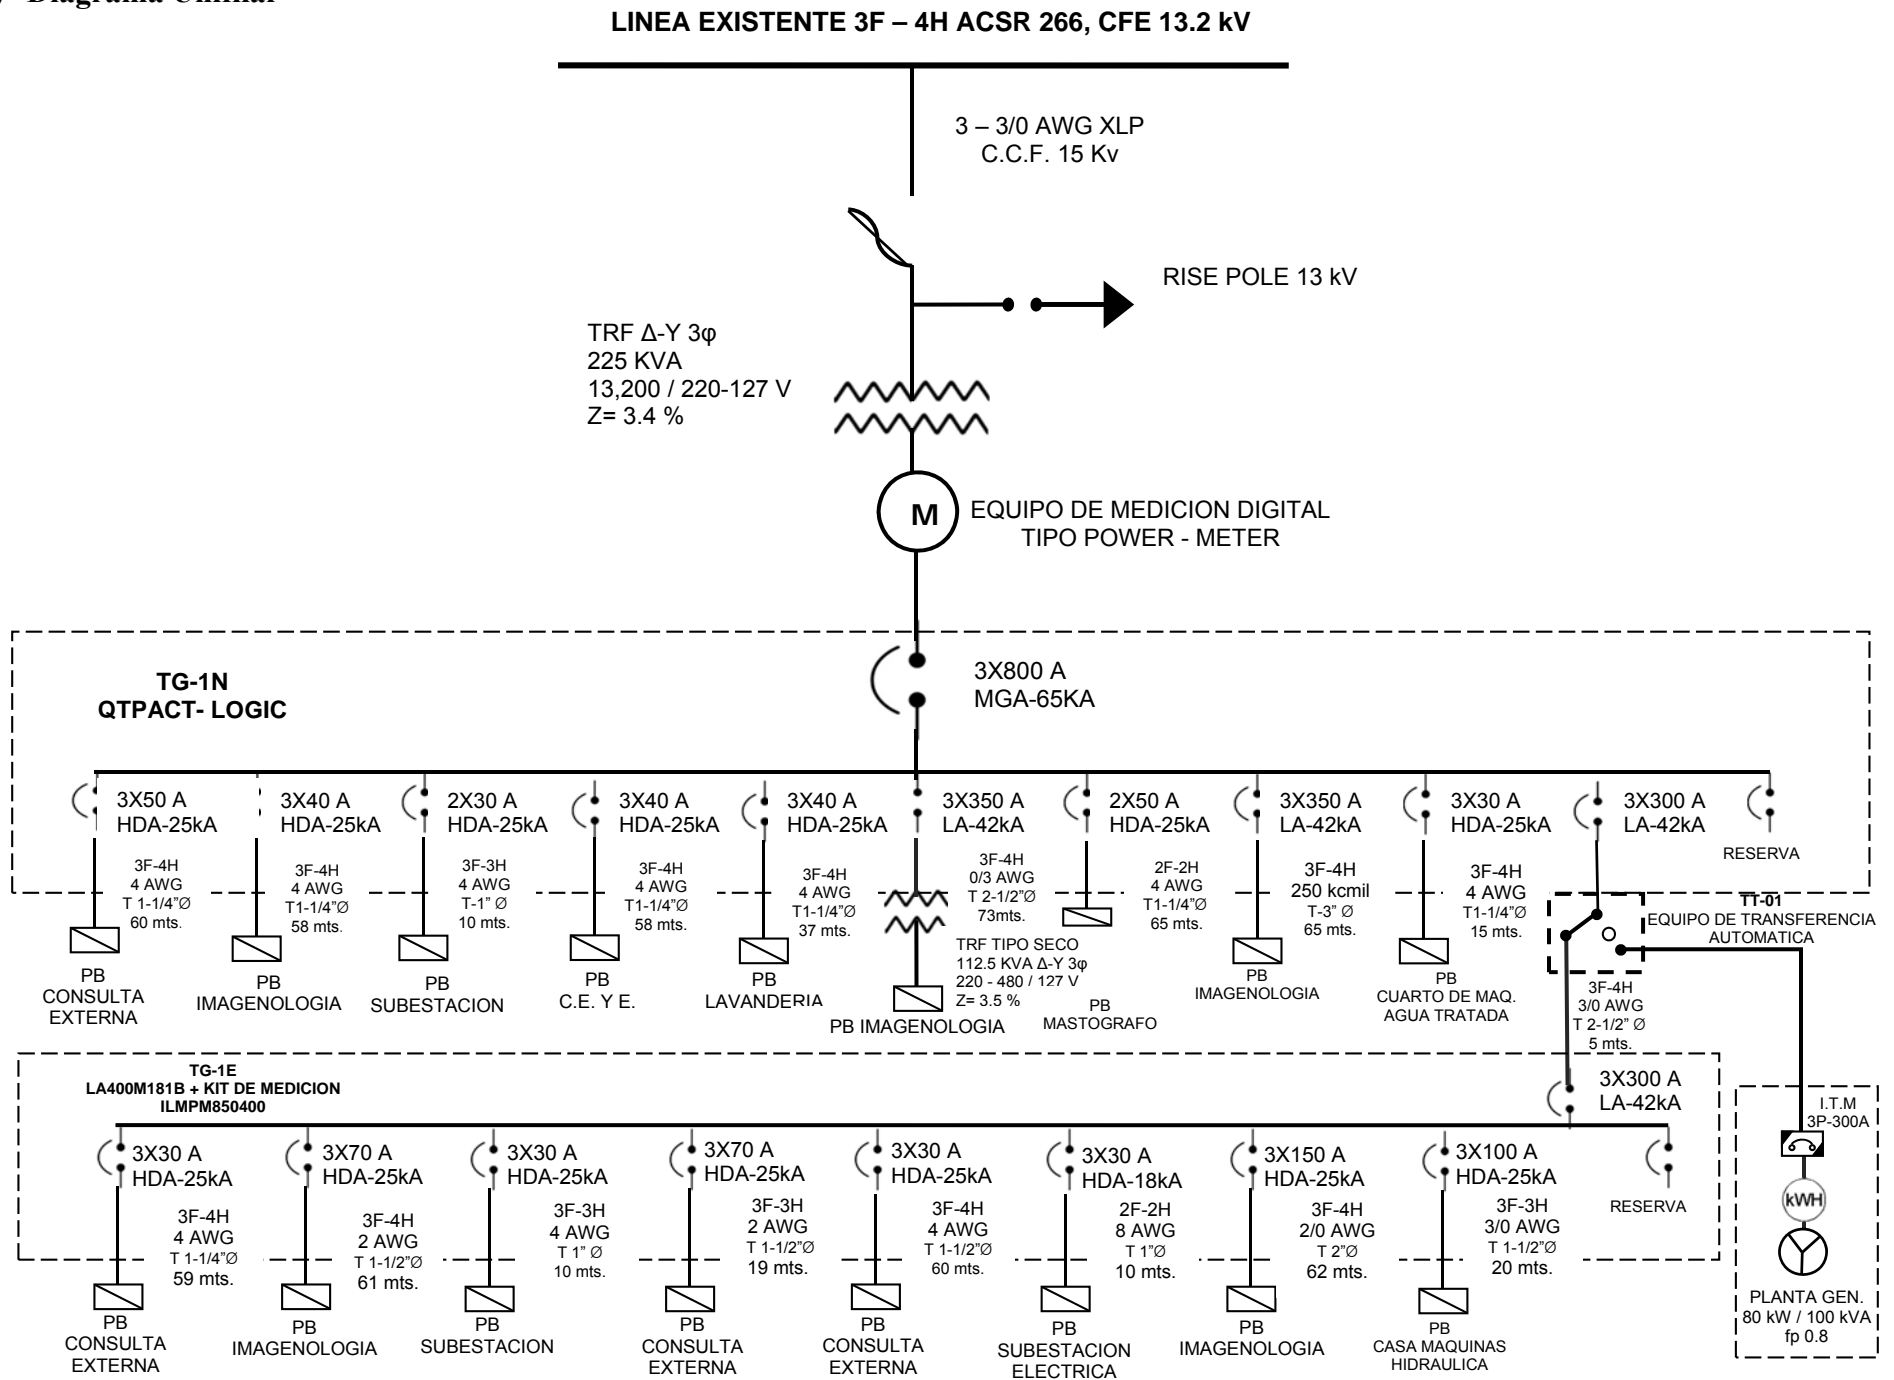 Diagrama Unifilar
LINEA EXISTENTE 3F – 4H ACSR 266, CFE 13.2 kV
3 – 3/0 AWG XLP
C.C.F. 15 Kv
RISE POLE 13 kV
TRF Δ-Y 3φ
225 KVA
13,200 / 220-127 V
Z= 3.4 %
M
EQUIPO DE MEDICION DIGITAL
TIPO POWER - METER
TG-1N
QTPACT- LOGIC
3X800 A
MGA-65KA
3X50 A
HDA-25kA
3X40 A
HDA-25kA
2X30 A
HDA-25kA
3X40 A
HDA-25kA
3X40 A
HDA-25kA
3X350 A
LA-42kA
2X50 A
HDA-25kA
3X350 A
LA-42kA
3X30 A
HDA-25kA
3X300 A
LA-42kA
RESERVA
3F-4H
4 AWG
T 1-1/4”Ø
60 mts.
3F-4H
4 AWG
T1-1/4”Ø
58 mts.
3F-3H
4 AWG
T-1” Ø
10 mts.
3F-4H
4 AWG
T1-1/4”Ø
58 mts.
3F-4H
4 AWG
T1-1/4”Ø
37 mts.
3F-4H
0/3 AWG
T 2-1/2”Ø
73mts.
2F-2H
4 AWG
T1-1/4”Ø
65 mts.
3F-4H
250 kcmil
T-3” Ø
65 mts.
3F-4H
4 AWG
T1-1/4”Ø
15 mts.
TT-01
EQUIPO DE TRANSFERENCIA
AUTOMATICA
TRF TIPO SECO
112.5 KVA Δ-Y 3φ
220 - 480 / 127 V
Z= 3.5 %
PB
CONSULTA
EXTERNA
PB
IMAGENOLOGIA
PB
SUBESTACION
PB
C.E. Y E.
PB
LAVANDERIA
PB IMAGENOLOGIA
PB
MASTOGRAFO
PB
IMAGENOLOGIA
PB
CUARTO DE MAQ.
AGUA TRATADA
3F-4H
3/0 AWG
T 2-1/2” Ø
5 mts.
TG-1E
LA400M181B + KIT DE MEDICION
ILMPM850400
3X300 A
LA-42kA
I.T.M
3P-300A
kWH
PLANTA GEN.
80 kW / 100 kVA
fp 0.8
3X30 A
HDA-25kA
3X70 A
HDA-25kA
3X30 A
HDA-25kA
3X70 A
HDA-25kA
3X30 A
HDA-25kA
3X30 A
HDA-18kA
3X150 A
HDA-25kA
3X100 A
HDA-25kA
RESERVA
3F-4H
4 AWG
T 1-1/4”Ø
59 mts.
3F-4H
2 AWG
T 1-1/2”Ø
61 mts.
3F-3H
4 AWG
T 1” Ø
10 mts.
3F-3H
2 AWG
T 1-1/2”Ø
19 mts.
3F-4H
4 AWG
T 1-1/2”Ø
60 mts.
2F-2H
8 AWG
T 1”Ø
10 mts.
3F-4H
2/0 AWG
T 2”Ø
62 mts.
3F-3H
3/0 AWG
T 1-1/2”Ø
20 mts.
PB
CONSULTA
EXTERNA
PB
IMAGENOLOGIA
PB
SUBESTACION
PB
CONSULTA
EXTERNA
PB
CONSULTA
EXTERNA
PB
SUBESTACION
ELECTRICA
PB
IMAGENOLOGIA
PB
CASA MAQUINAS
HIDRAULICA